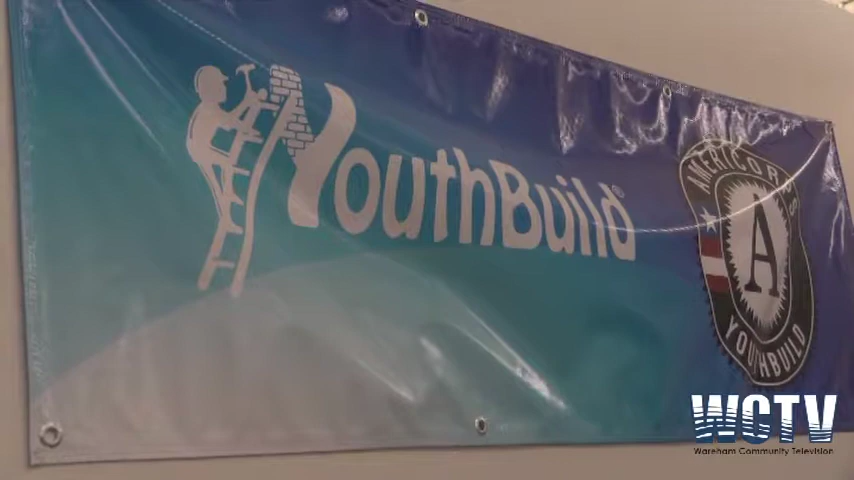 YouthBuild®
AMERICORPS
A
YOUTHBUILD
WCTV
Wareham Community Television